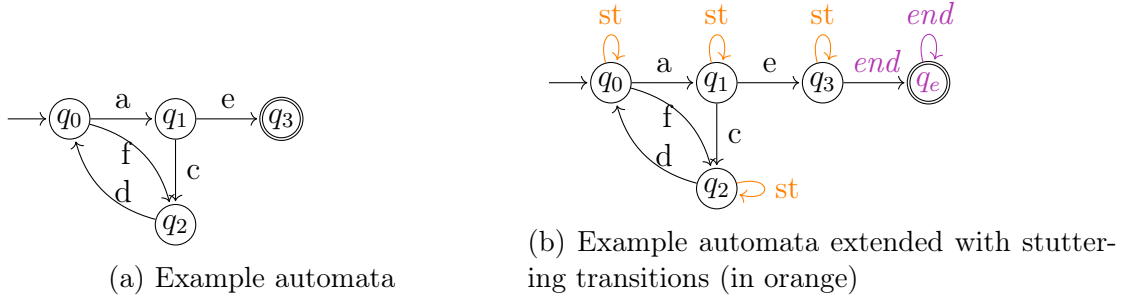 st st st end
a e end
q0 q1 q3 qe
f c
d
q2 st
a e
q0 q1 q3
f c
d
q2
(a) Example automata
(b) Example automata extended with stutter-
ing transitions (in orange)